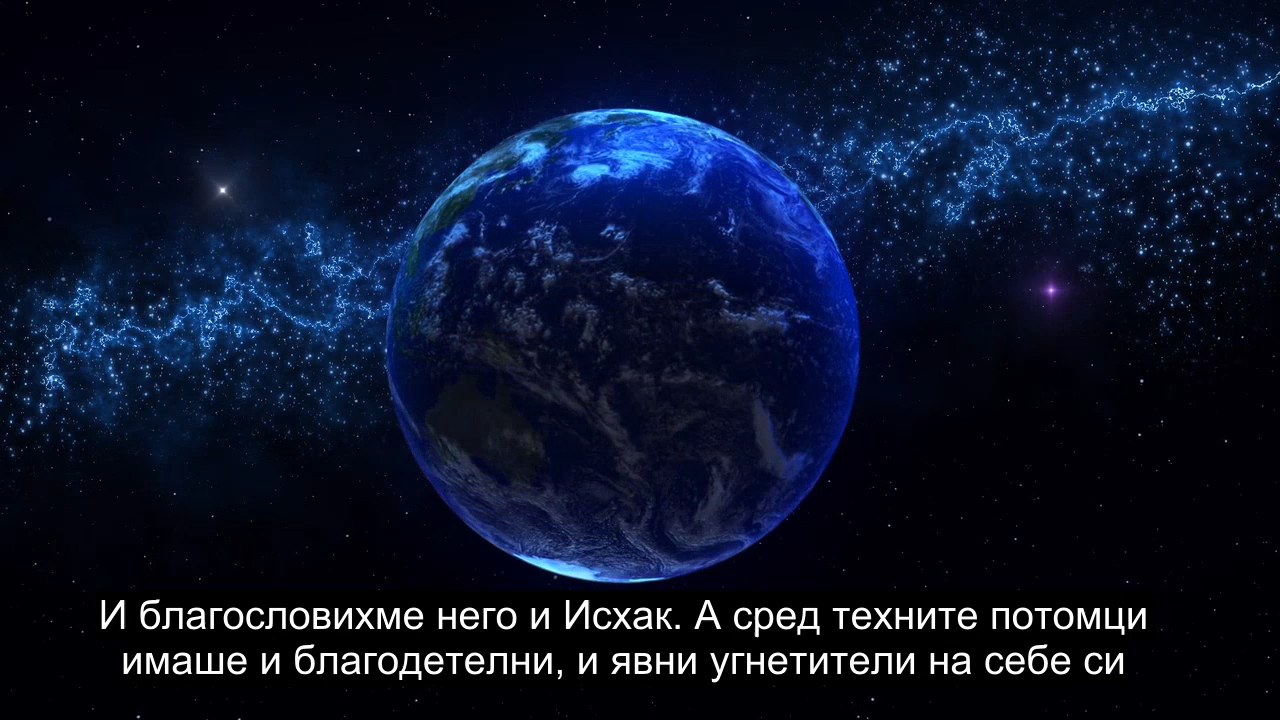 И благословихме него и Исхак. А сред техните потомци
имаше и благодетелни, и явни угнетители на себе си